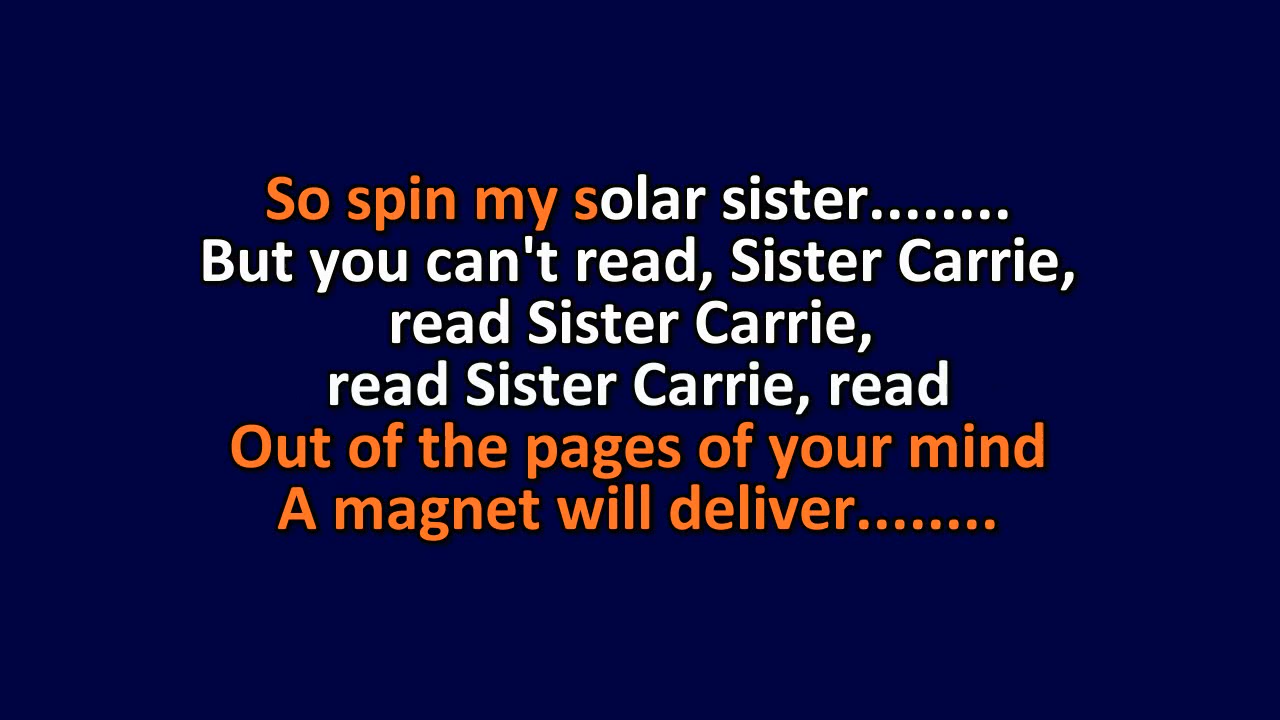 So spin my solar sister........
But you can't read, Sister Carrie,
read Sister Carrie,
read Sister Carrie, read
Out of the pages of your mind
A magnet will deliver........